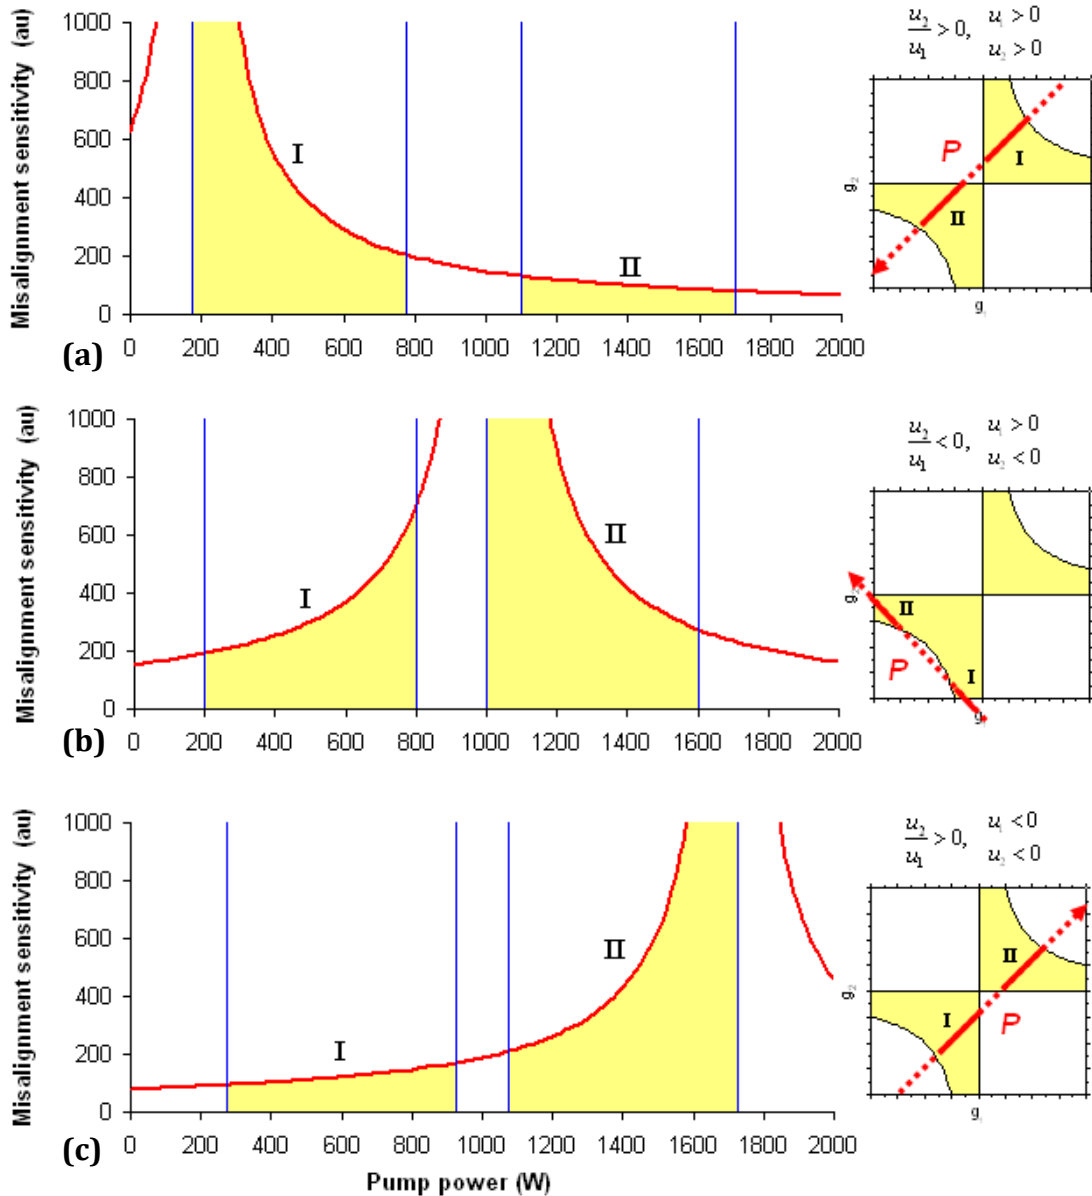 Misalignment sensitivity (au)
1000
800
600
400
200
0
I
II
0 200 400 600 800 1000 1200 1400 1600 1800 2000
(a)
u₂/u₁ > 0, u₁ > 0
u₂ > 0
P
I
II
g₂
g₁
Misalignment sensitivity (au)
1000
800
600
400
200
0
I
II
0 200 400 600 800 1000 1200 1400 1600 1800 2000
(b)
u₂/u₁ < 0, u₁ > 0
u₂ < 0
II
P
I
g
g
Misalignment sensitivity (au)
1000
800
600
400
200
0
I
II
0 200 400 600 800 1000 1200 1400 1600 1800 2000
(c)
Pump power (W)
u₂/u₁ > 0, u₁ < 0
u₂ < 0
II
I
P
g₂
g₁